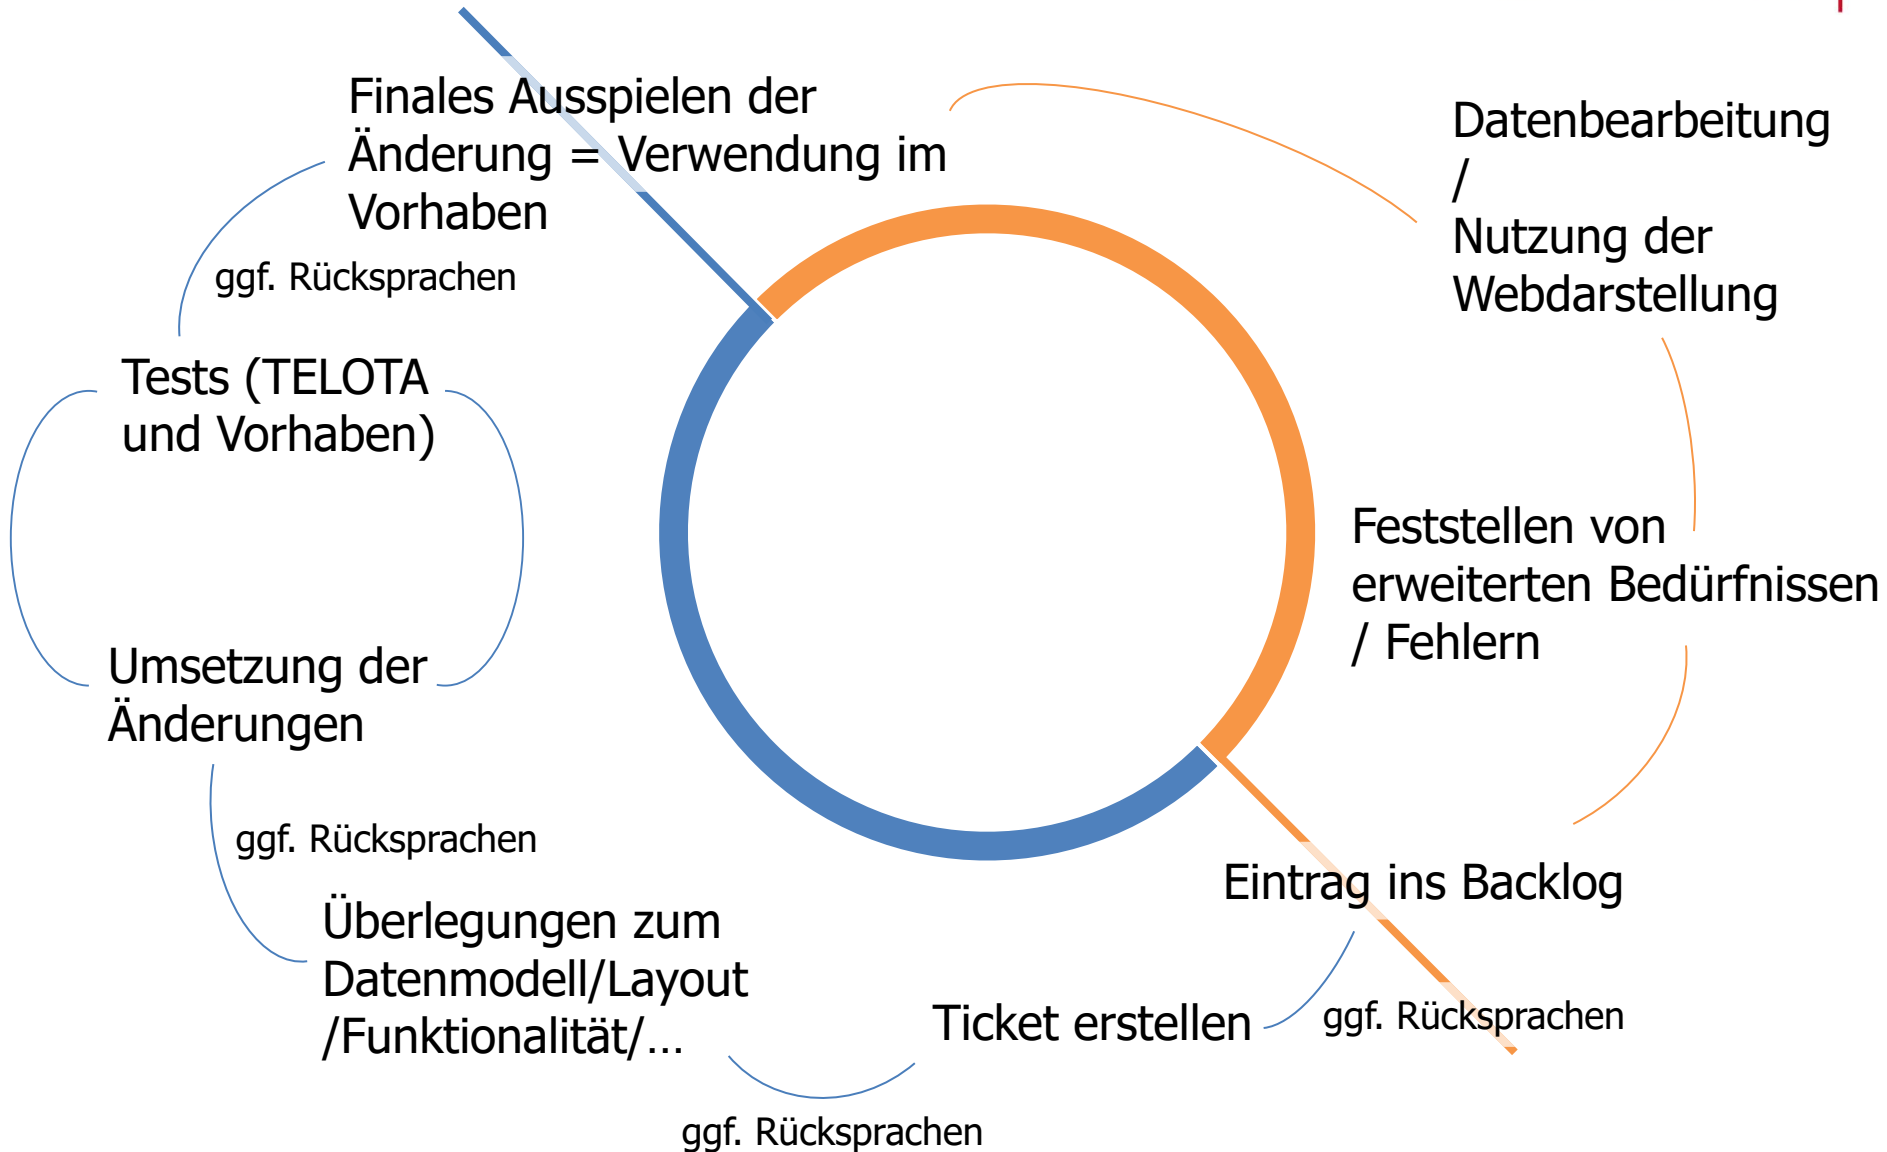 Finales Ausspielen der
Änderung = Verwendung im
Vorhaben
Datenbearbeitung
/
Nutzung der
Webdarstellung
Feststellen von
erweiterten Bedürfnissen
/ Fehlern
Eintrag ins Backlog
ggf. Rücksprachen
Ticket erstellen
ggf. Rücksprachen
Überlegungen zum
Datenmodell/Layout
/Funktionalität/...
ggf. Rücksprachen
Umsetzung der
Änderungen
Tests (TELOTA
und Vorhaben)
ggf. Rücksprachen